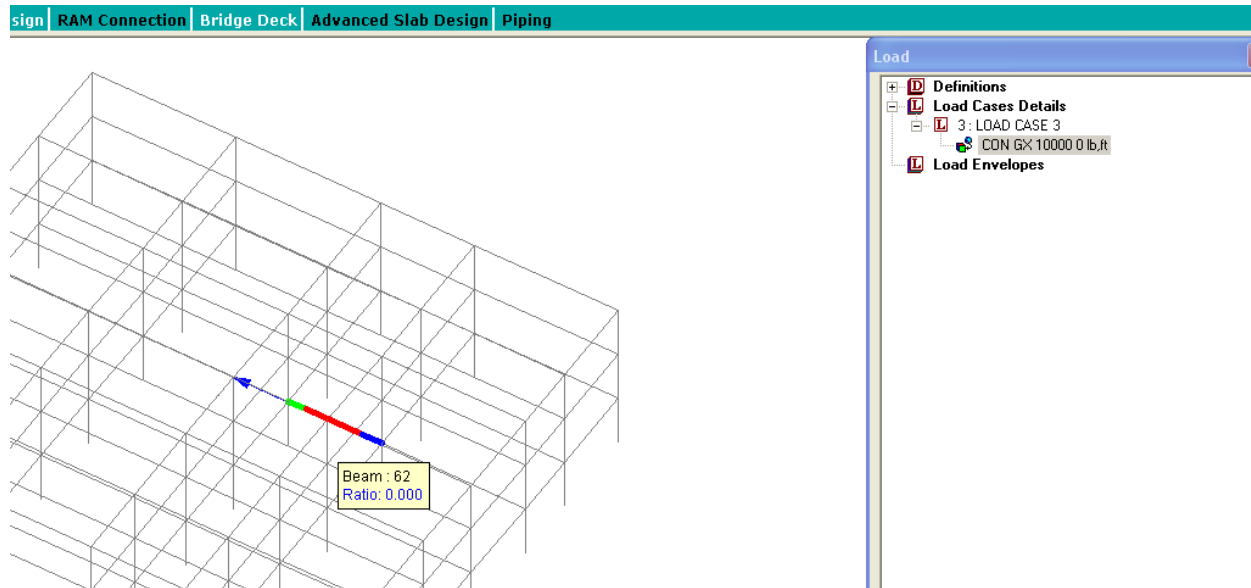 sign RAM Connection Bridge Deck Advanced Slab Design Piping
Load
D Definitions
L Load Cases Details
L 3 : LOAD CASE 3
CON GX 10000 0 lb,ft
L Load Envelopes
Beam : 62
Ratio: 0.000